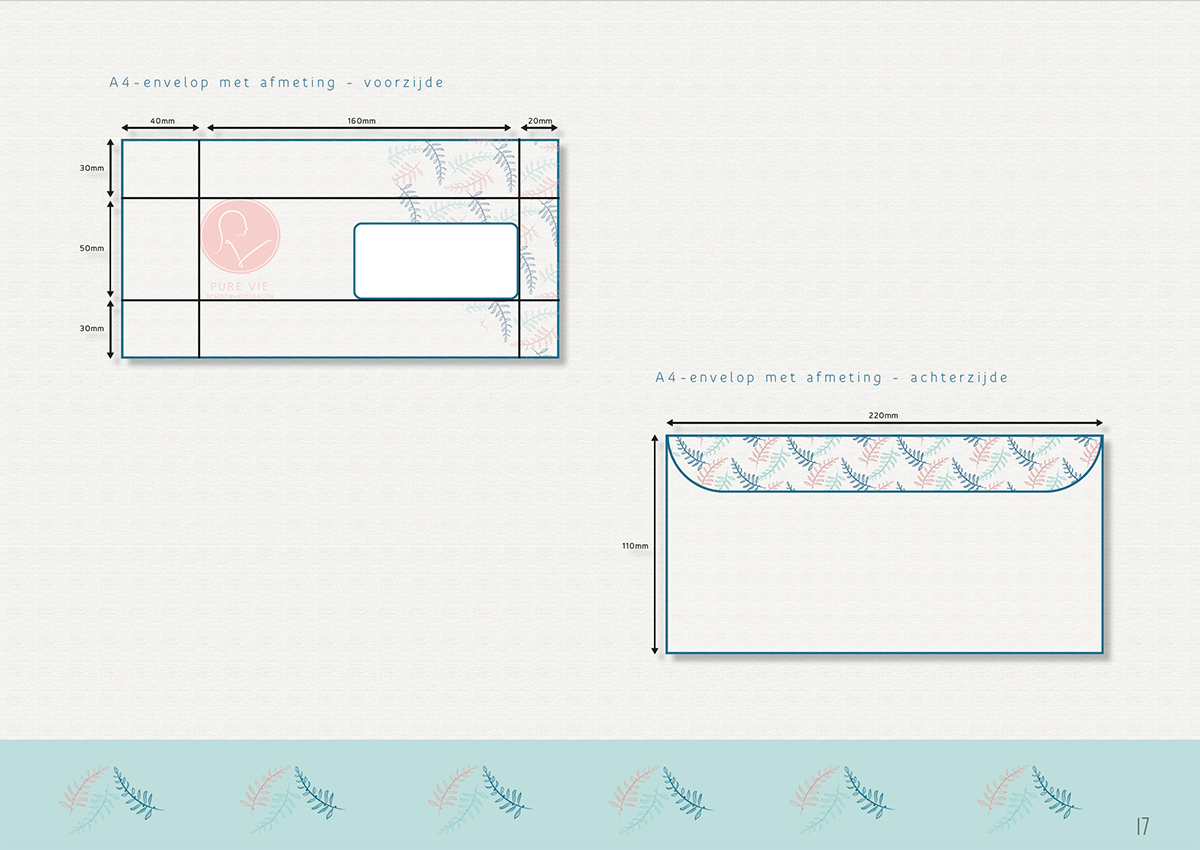 A4-envelop met afmeting - voorzijde
40mm 160mm 20mm
30mm
50mm
PURE VIE
30mm
A4-envelop met afmeting - achterzijde
220mm
110mm
17